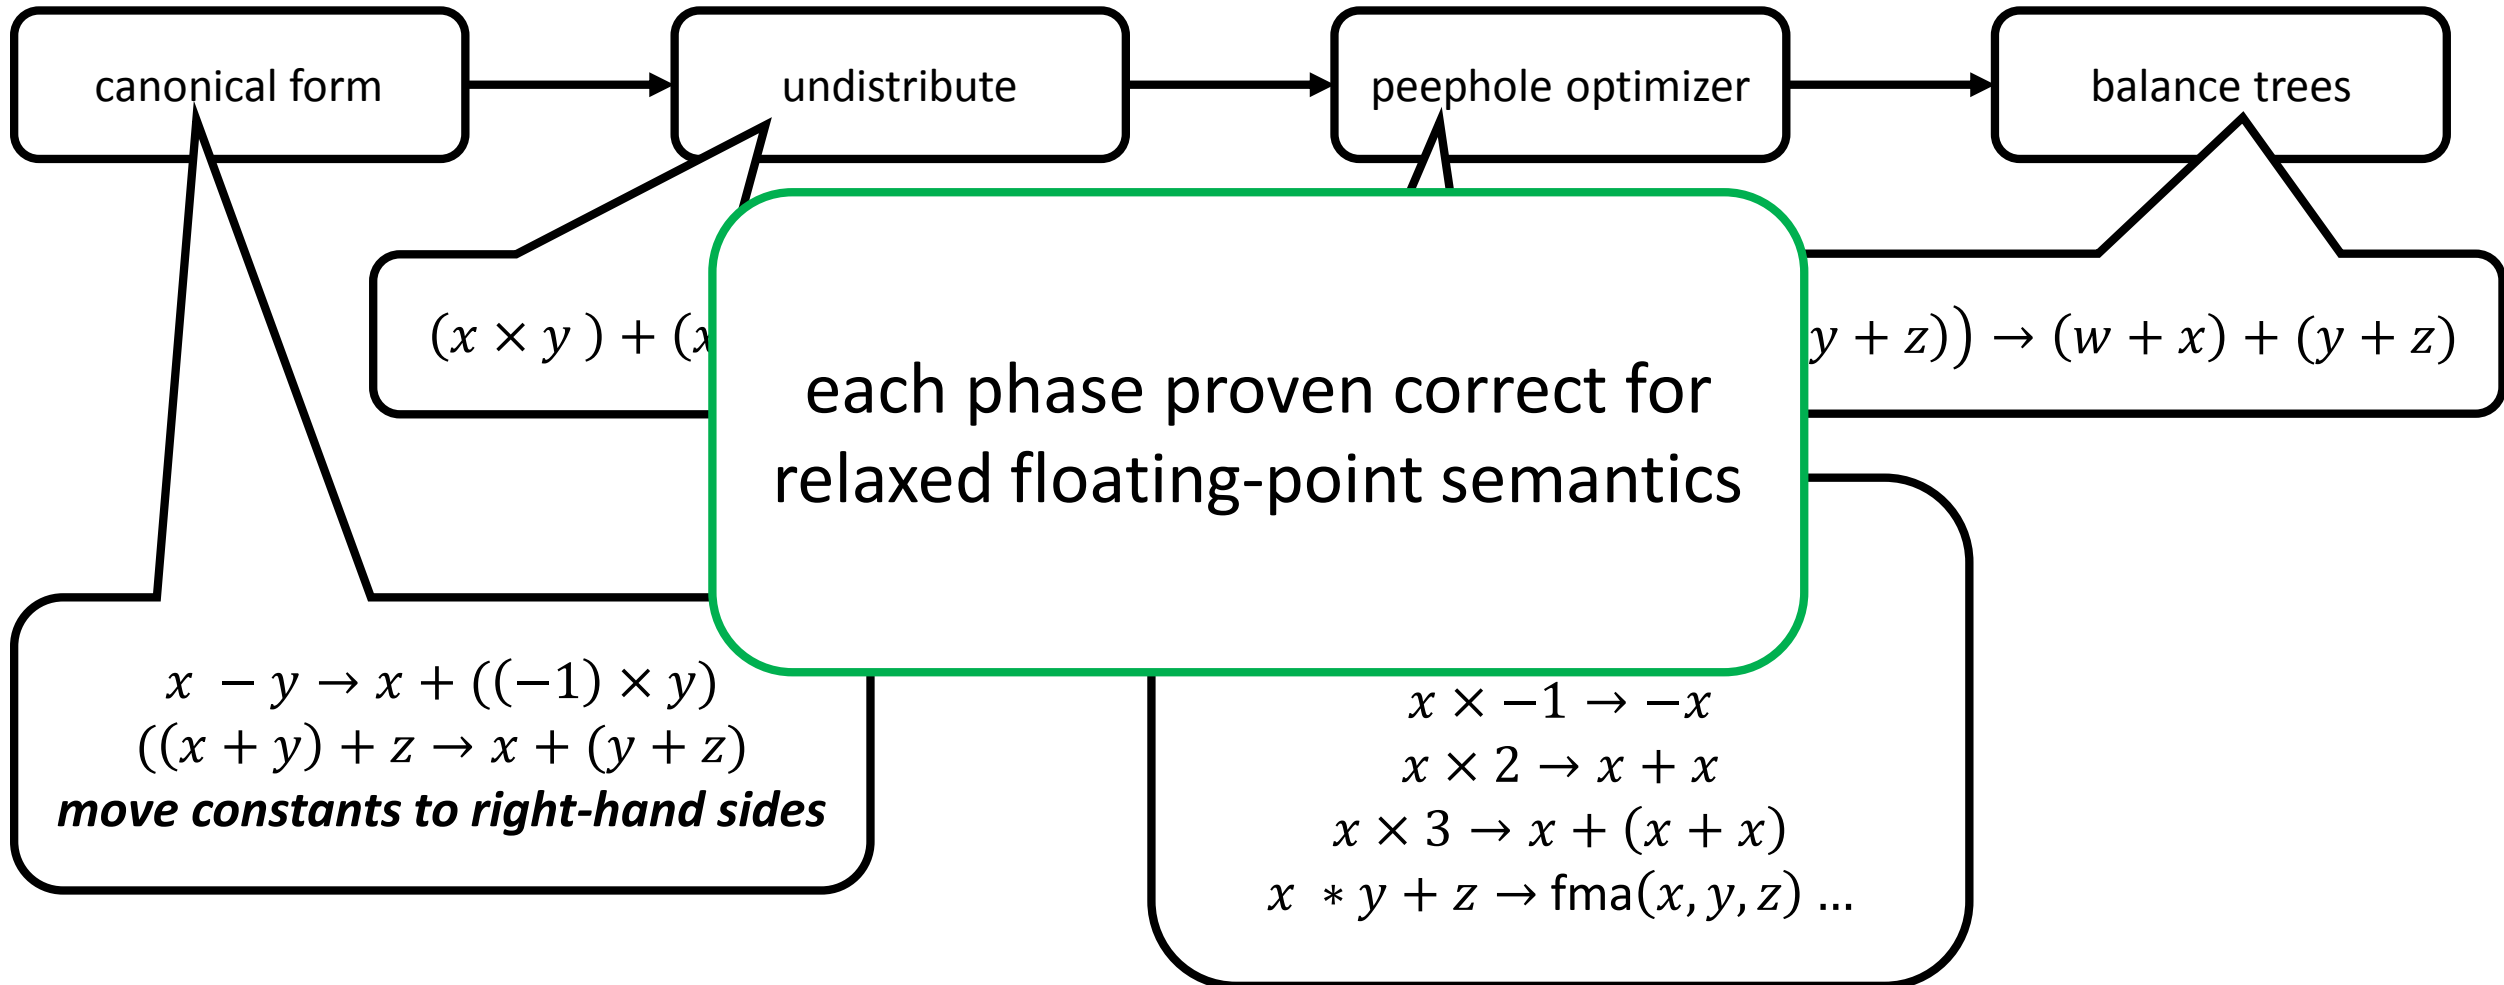 canonical form
undistribute
peephole optimizer
balance trees
(x × y ) + (
y + z)) → (w + x) + (y + z)
each phase proven correct for
relaxed floating-point semantics
x − y → x + ((−1) × y)
((x + y) + z → x + (y + z)
move constants to right-hand sides
x × −1 → −x
x × 2 → x + x
x × 3 → x + (x + x)
x * y + z → fma(x, y, z) ...